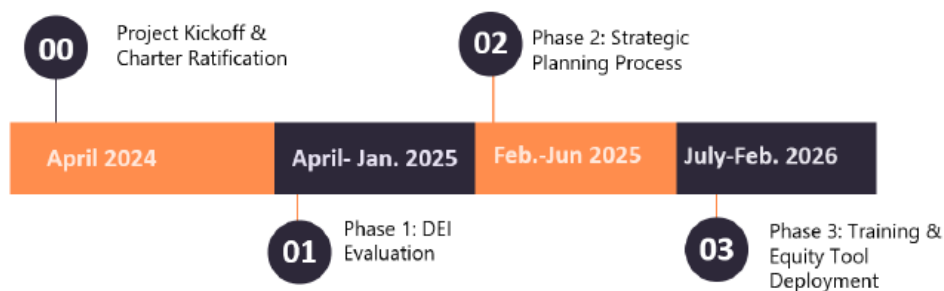 00
Project Kickoff &
Charter Ratification
02
Phase 2: Strategic
Planning Process
April 2024
April- Jan. 2025
Feb.-Jun 2025
July-Feb. 2026
01
Phase 1: DEI
Evaluation
03
Phase 3: Training &
Equity Tool
Deployment